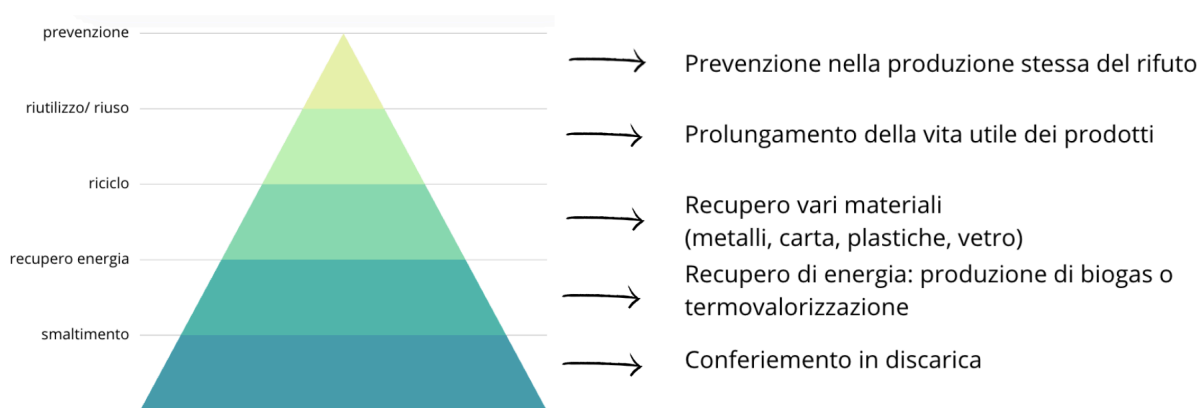 prevenzione
Prevenzione nella produzione stessa del rifuto
riutilizzo/ riuso
Prolungamento della vita utile dei prodotti
riciclo
Recupero vari materiali
(metalli, carta, plastiche, vetro)
recupero energia
Recupero di energia: produzione di biogas o
termovalorizzazione
smaltimento
Conferiemento in discarica